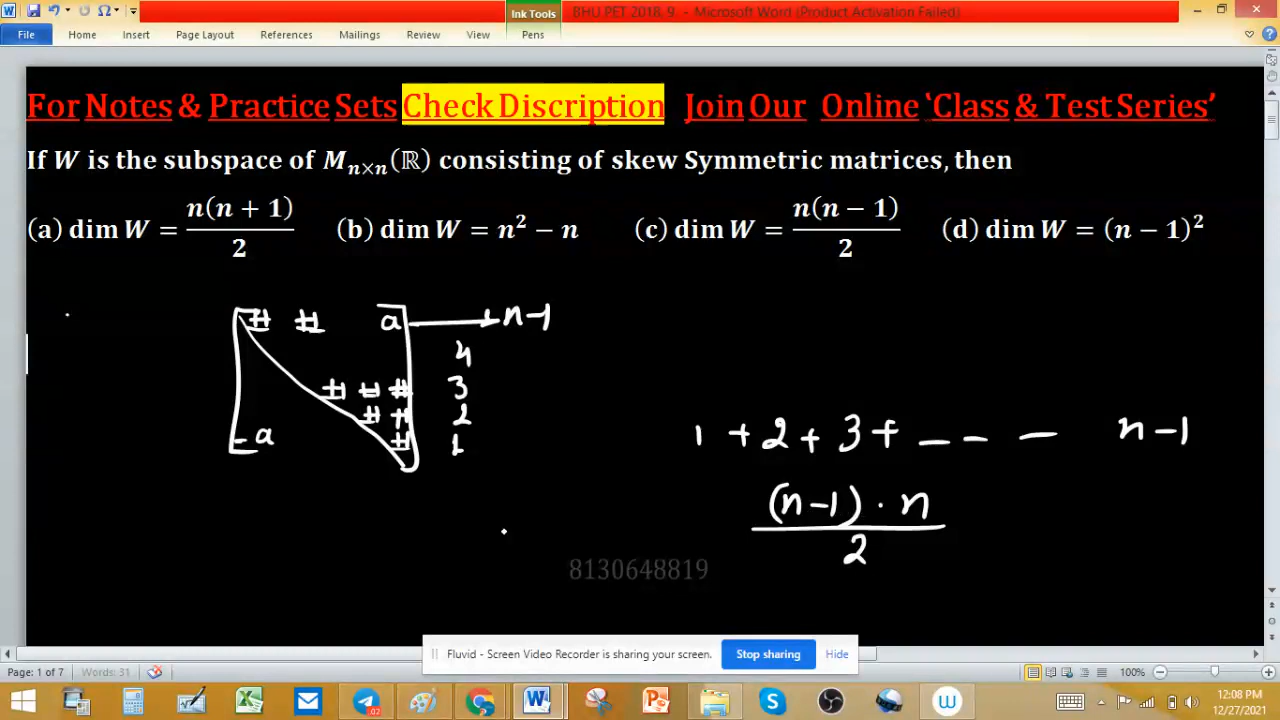 BHU PET 2018-9 - Microsoft Word (Product Activation Failed)
Ink Tools
File Home Insert Page Layout References Mailings Review View Pens
For Notes & Practice Sets Check Discription Join Our Online 'Class & Test Series'
If W is the subspace of Mₙ×ₙ(ℝ) consisting of skew Symmetric matrices, then
(a) dim W = n(n + 1)/2 (b) dim W = n² − n (c) dim W = n(n − 1)/2 (d) dim W = (n − 1)²
# # a → n-1
4
# # # 3
# # 2
-a # 1
1 + 2 + 3 + - - - n-1
(n-1) · n
2
8130648819
Fluvid - Screen Video Recorder is sharing your screen. Stop sharing Hide
Page: 1 of 7 Words: 31 100%
02
12:08 PM
12/27/2021